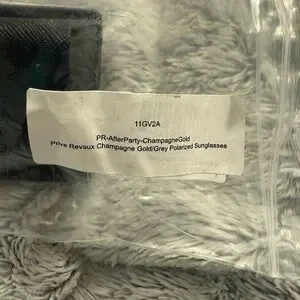 11GV2A
PR-AfterParty-ChampagneGold
Prive Revaux Champagne Gold/Grey Polarized Sunglasses